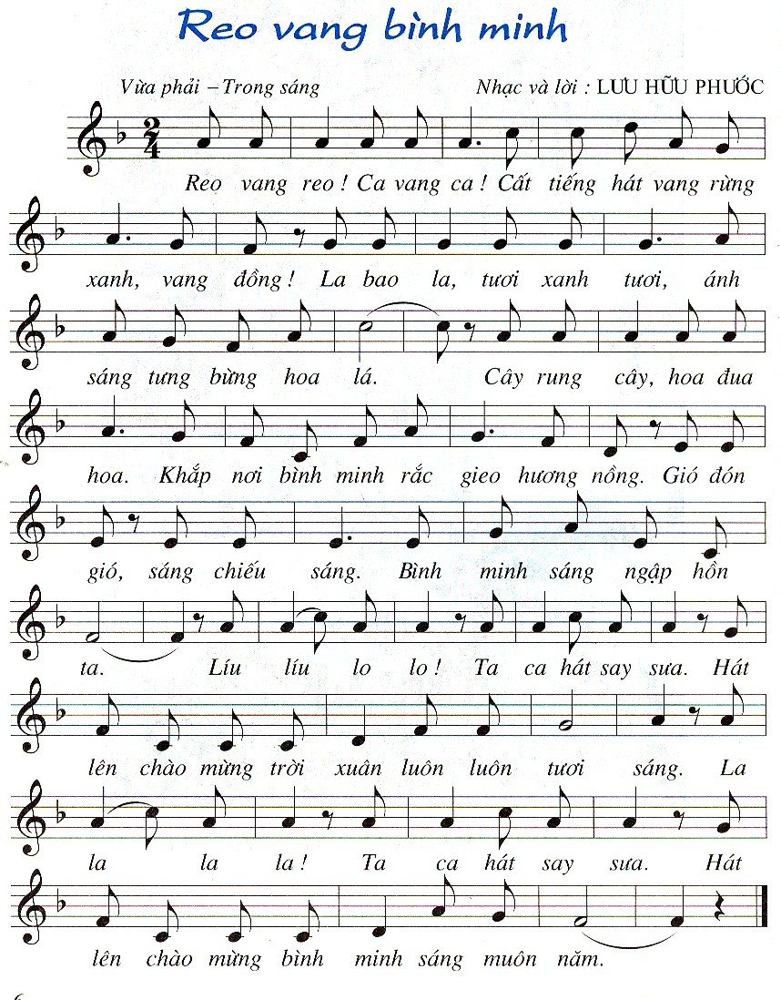 Reo vang bình minh
Vừa phải – Trong sáng
Nhạc và lời : LƯU HỮU PHƯỚC
2
4
Reo vang reo ! Ca vang ca ! Cất tiếng hát vang rừng
xanh, vang đồng ! La bao la, tươi xanh tươi, ánh
sáng tưng bừng hoa lá. Cây rung cây, hoa đua
hoa. Khắp nơi bình minh rắc gieo hương nồng. Gió đón
gió, sáng chiếu sáng. Bình minh sáng ngập hồn
ta. Líu líu lo lo ! Ta ca hát say sưa. Hát
lên chào mừng trời xuân luôn luôn tươi sáng. La
la la la ! Ta ca hát say sưa. Hát
lên chào mừng bình minh sáng muôn năm.